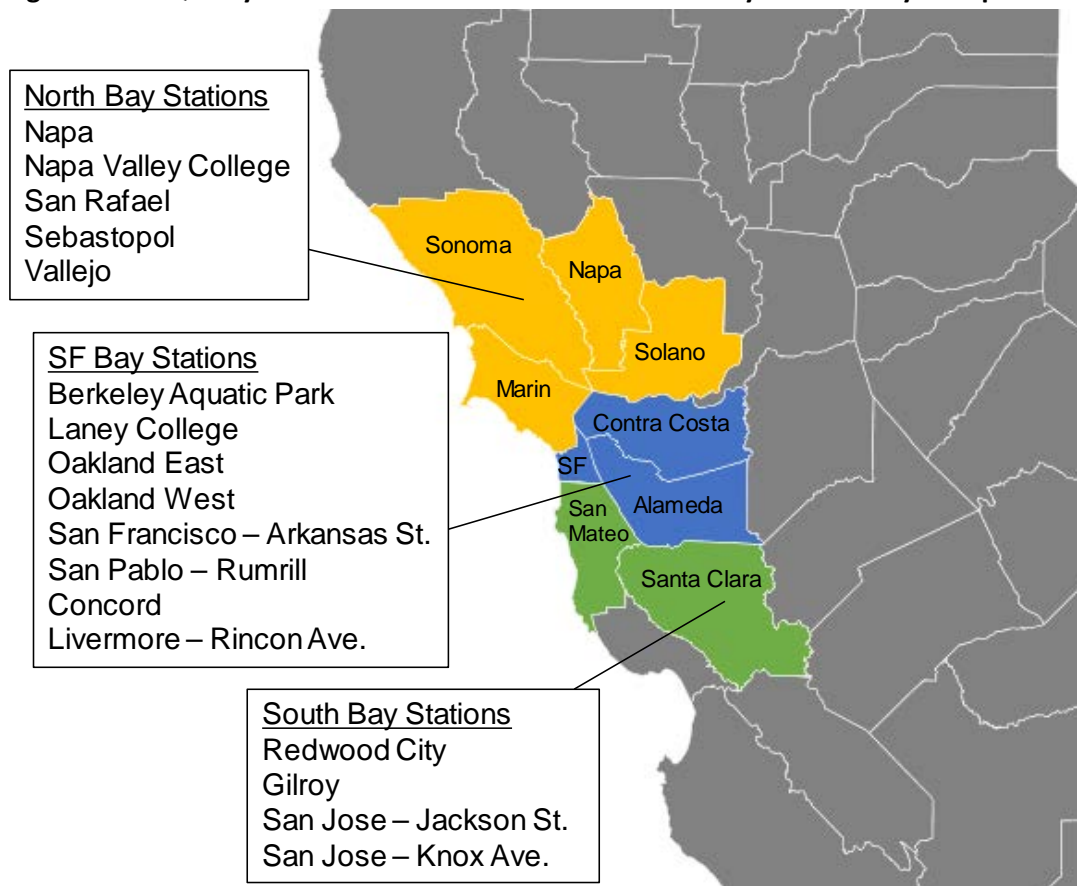 North Bay Stations
Napa
Napa Valley College
San Rafael
Sebastopol
Vallejo
Sonoma
Napa
Solano
Marin
SF Bay Stations
Berkeley Aquatic Park
Laney College
Oakland East
Oakland West
San Francisco – Arkansas St.
San Pablo – Rumrill
Concord
Livermore – Rincon Ave.
Contra Costa
SF
Alameda
San
Mateo
Santa Clara
South Bay Stations
Redwood City
Gilroy
San Jose – Jackson St.
San Jose – Knox Ave.